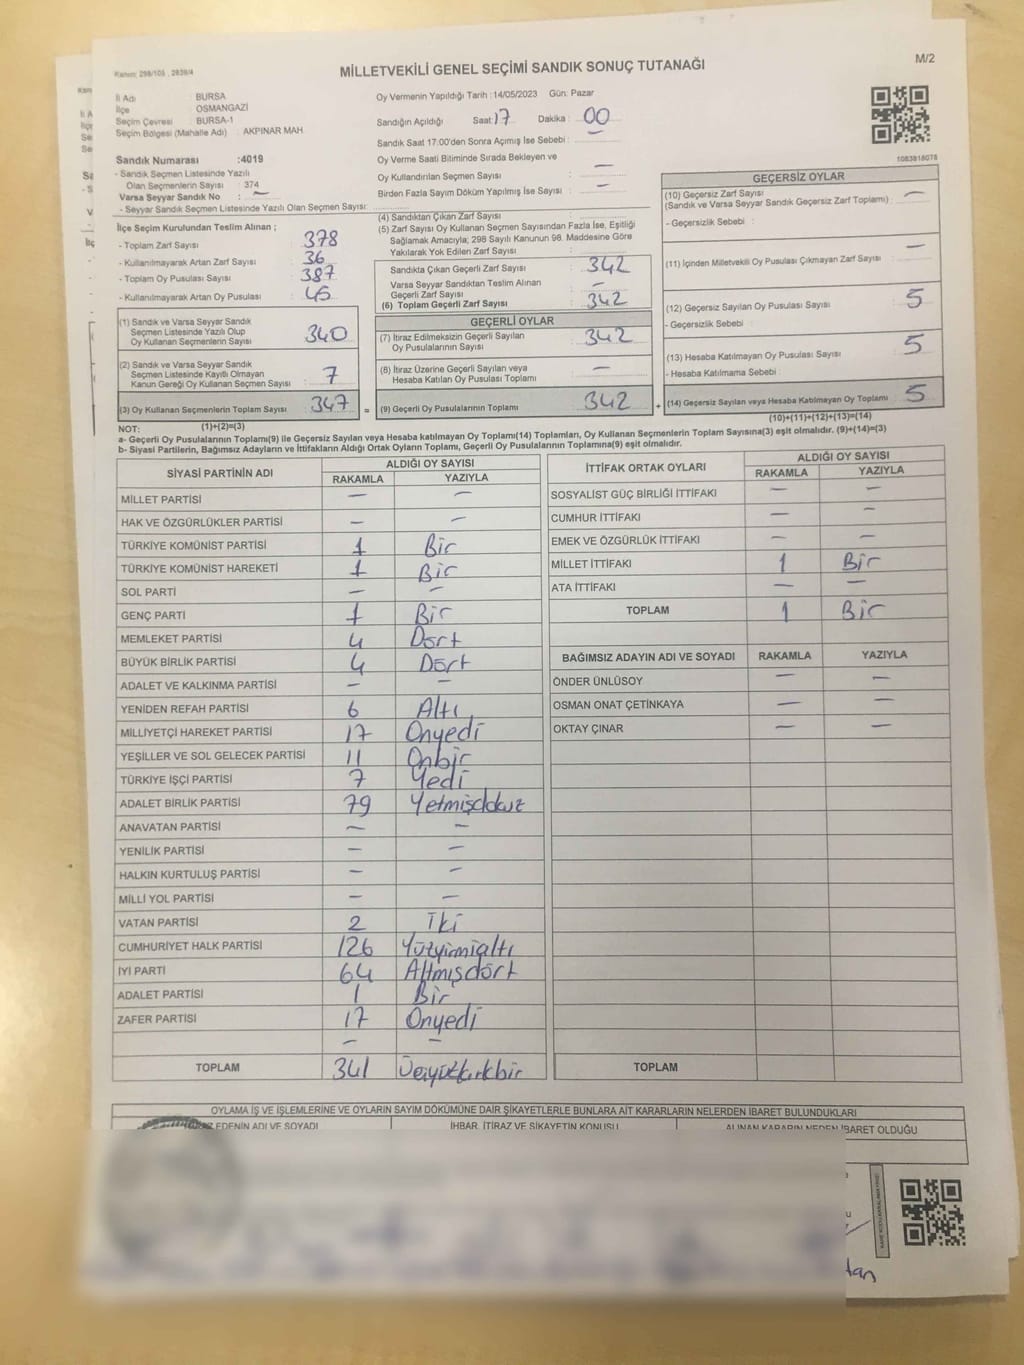 Kanun: 298/105 , 2839/4
MİLLETVEKİLİ GENEL SEÇİMİ SANDIK SONUÇ TUTANAĞI
M/2
İl Adı : BURSA
İlçe : OSMANGAZİ
Seçim Çevresi : BURSA-1
Seçim Bölgesi (Mahalle Adı) : AKPINAR MAH.
Sandık Numarası :4019
- Sandık Seçmen Listesinde Yazılı
Olan Seçmenlerin Sayısı : 374
Varsa Seyyar Sandık No : —
- Seyyar Sandık Seçmen Listesinde Yazılı Olan Seçmen Sayısı:
Oy Vermenin Yapıldığı Tarih : 14/05/2023 Gün: Pazar
Sandığın Açıldığı Saat: 17 Dakika : 00
Sandık Saat 17.00'den Sonra Açımış İse Sebebi : —
Oy Verme Saati Bitiminde Sırada Bekleyen ve
Oy Kullandırılan Seçmen Sayısı : —
Birden Fazla Sayım Döküm Yapılmış İse Sayısı : —
1083818078
İlçe Seçim Kurulundan Teslim Alınan ;
- Toplam Zarf Sayısı : 378
- Kullanılmayarak Artan Zarf Sayısı : 36
- Toplam Oy Pusulası Sayısı : 387
- Kullanılmayarak Artan Oy Pusulası : 45
(1) Sandık ve Varsa Seyyar Sandık
Seçmen Listesinde Yazılı Olup
Oy Kullanan Seçmenlerin Sayısı : 340
(2) Sandık ve Varsa Seyyar Sandık
Seçmen Listesinde Kayıtlı Olmayan
Kanun Gereği Oy Kullanan Seçmen Sayısı : 7
(3) Oy Kullanan Seçmenlerin Toplam Sayısı : 347
(1)+(2)=(3)
(4) Sandıktan Çıkan Zarf Sayısı :
(5) Zarf Sayısı Oy Kullanan Seçmen Sayısından Fazla İse, Eşitliği
Sağlamak Amacıyla; 298 Sayılı Kanunun 98. Maddesine Göre
Yakılarak Yok Edilen Zarf Sayısı :
Sandıkta Çıkan Geçerli Zarf Sayısı : 342
Varsa Seyyar Sandıktan Teslim Alınan
Geçerli Zarf Sayısı : —
(6) Toplam Geçerli Zarf Sayısı : 342
GEÇERLİ OYLAR
(7) İtiraz Edilmeksizin Geçerli Sayılan
Oy Pusulalarının Sayısı : 342
(8) İtiraz Üzerine Geçerli Sayılan veya
Hesaba Katılan Oy Pusulası Toplamı : —
= (9) Geçerli Oy Pusulalarının Toplamı : 342
GEÇERSİZ OYLAR
(10) Geçersiz Zarf Sayısı
(Sandık ve Varsa Seyyar Sandık Geçersiz Zarf Toplamı) : —
- Geçersizlik Sebebi :
(11) İçinden Milletvekili Oy Pusulası Çıkmayan Zarf Sayısı : —
(12) Geçersiz Sayılan Oy Pusulası Sayısı : 5
- Geçersizlik Sebebi :
(13) Hesaba Katılmayan Oy Pusulası Sayısı : 5
- Hesaba Katılmama Sebebi :
+ (14) Geçersiz Sayılan veya Hesaba Katılmayan Oy Toplamı : 5
(10)+(11)+(12)+(13)=(14)
NOT:
a- Geçerli Oy Pusulalarının Toplamı(9) ile Geçersiz Sayılan veya Hesaba katılmayan Oy Toplamı(14) Toplamları, Oy Kullanan Seçmenlerin Toplam Sayısına(3) eşit olmalıdır. (9)+(14)=(3)
b- Siyasi Partilerin, Bağımsız Adayların ve İttifakların Aldığı Ortak Oyların Toplamı, Geçerli Oy Pusulalarının Toplamına(9) eşit olmalıdır.
SİYASİ PARTİNİN ADI ALDIĞI OY SAYISI
RAKAMLA YAZIYLA
MİLLET PARTİSİ — —
HAK VE ÖZGÜRLÜKLER PARTİSİ — —
TÜRKİYE KOMÜNİST PARTİSİ 1 Bir
TÜRKİYE KOMÜNİST HAREKETİ 1 Bir
SOL PARTİ — —
GENÇ PARTİ 1 Bir
MEMLEKET PARTİSİ 4 Dört
BÜYÜK BİRLİK PARTİSİ 4 Dört
ADALET VE KALKINMA PARTİSİ — —
YENİDEN REFAH PARTİSİ 6 Altı
MİLLİYETÇİ HAREKET PARTİSİ 17 Onyedi
YEŞİLLER VE SOL GELECEK PARTİSİ 11 Onbir
TÜRKİYE İŞÇİ PARTİSİ 7 Yedi
ADALET BİRLİK PARTİSİ 79 Yetmişdokuz
ANAVATAN PARTİSİ — —
YENİLİK PARTİSİ — —
HALKIN KURTULUŞ PARTİSİ — —
MİLLİ YOL PARTİSİ — —
VATAN PARTİSİ 2 İki
CUMHURİYET HALK PARTİSİ 126 Yüzyirmialtı
İYİ PARTİ 64 Altmışdört
ADALET PARTİSİ 1 Bir
ZAFER PARTİSİ 17 Onyedi
— —
TOPLAM 341 Üçyüzkırkbir
İTTİFAK ORTAK OYLARI ALDIĞI OY SAYISI
RAKAMLA YAZIYLA
SOSYALİST GÜÇ BİRLİĞİ İTTİFAKI — —
CUMHUR İTTİFAKI — —
EMEK VE ÖZGÜRLÜK İTTİFAKI — —
MİLLET İTTİFAKI 1 Bir
ATA İTTİFAKI — —
TOPLAM 1 Bir
BAĞIMSIZ ADAYIN ADI VE SOYADI RAKAMLA YAZIYLA
ÖNDER ÜNLÜSOY — —
OSMAN ONAT ÇETİNKAYA — —
OKTAY ÇINAR — —
TOPLAM
OYLAMA İŞ VE İŞLEMLERİNE VE OYLARIN SAYIM DÖKÜMÜNE DAİR ŞİKAYETLERLE BUNLARA AİT KARARLARIN NELERDEN İBARET BULUNDUKLARI
EDENİN ADI VE SOYADI İHBAR, İTİRAZ VE ŞİKAYETİN KONUSU ALINAN KARARIN NEDEN İBARET OLDUĞU